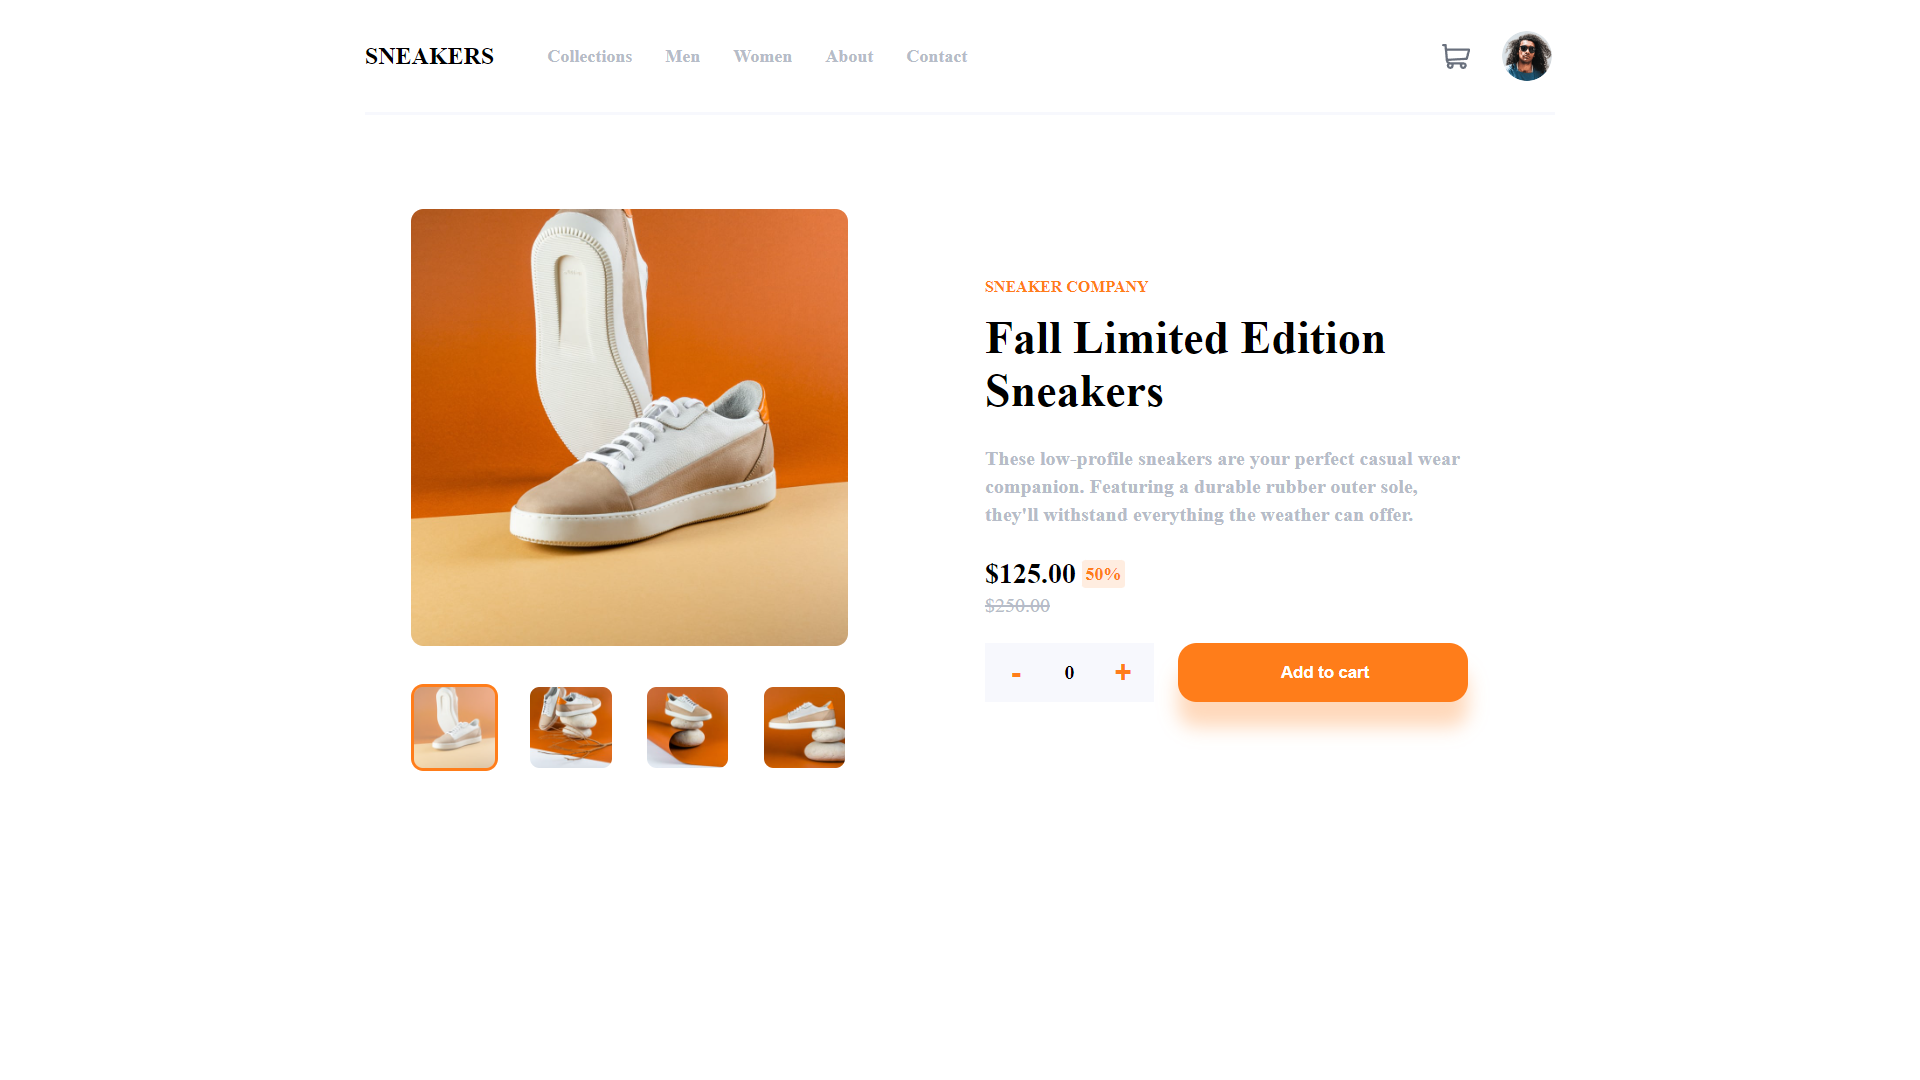 SNEAKERS Collections Men Women About Contact
SNEAKER COMPANY
Fall Limited Edition
Sneakers
These low-profile sneakers are your perfect casual wear
companion. Featuring a durable rubber outer sole,
they'll withstand everything the weather can offer.
$125.00 50%
$250.00
- 0 + Add to cart